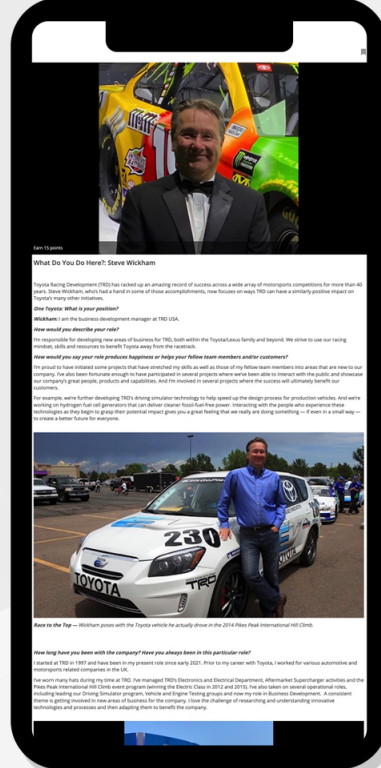 Earn 15 points
What Do You Do Here?: Steve Wickham
Toyota Racing Development (TRD) has racked up an amazing record of success across a wide array of motorsports competitions for more than 40
years. Steve Wickham, who's had a hand in some of those accomplishments, now focuses on ways TRD can have a similarly positive impact on
Toyota's many other initiatives.
One Toyota: What is your position?
Wickham: I am the business development manager at TRD USA.
How would you describe your role?
I'm responsible for developing new areas of business for TRD, both within the Toyota/Lexus family and beyond. We strive to use our racing
mindset, skills and resources to benefit Toyota away from the racetrack.
How would you say your role produces happiness or helps your fellow team members and/or customers?
I'm proud to have initiated some projects that have stretched my skills as well as those of my fellow team members into areas that are new to our
company. I've also been fortunate enough to have participated in several projects where we've been able to interact with the public and showcase
our company's great people, products and capabilities. And I'm involved in several projects where the success will ultimately benefit our
customers.
For example, we're further developing TRD's driving simulator technology to help speed up the design process for production vehicles. And we're
working on hydrogen fuel cell generators that can deliver cleaner fossil-fuel-free power. Interacting with the people who experience these
technologies as they begin to grasp their potential impact gives you a great feeling that we really are doing something — if even in a small way —
to create a better future for everyone.
230
TOYOTA
TRD
Race to the Top — Wickham poses with the Toyota vehicle he actually drove in the 2014 Pikes Peak International Hill Climb.
How long have you been with the company? Have you always been in this particular role?
I started at TRD in 1997 and have been in my present role since early 2021. Prior to my career with Toyota, I worked for various automotive and
motorsports related companies in the UK.
I've worn many hats during my time at TRD. I've managed TRD's Electronics and Electrical Department, Aftermarket Supercharger activities and the
Pikes Peak International Hill Climb event program (winning the Electric Class in 2012 and 2015). I've also taken on several operational roles,
including leading our Driving Simulator program, Vehicle and Engine Testing groups and now my role in Business Development. A consistent
theme is getting involved in new areas of business for the company. I love the challenge of researching and understanding innovative
technologies and processes and then adapting them to benefit the company.